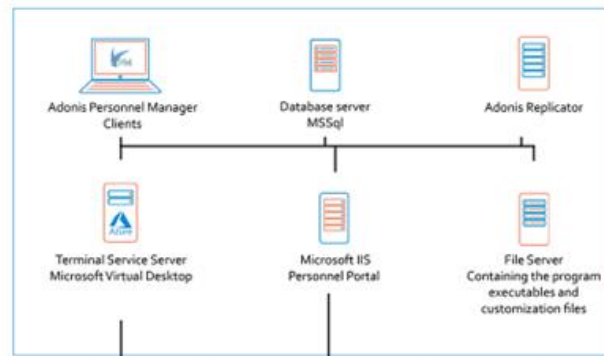 Adonis Personnel Manager
Clients
Database server
MSSql
Adonis Replicator
Azure
Terminal Service Server
Microsoft Virtual Desktop
Microsoft IIS
Personnel Portal
File Server
Containing the program
executables and
customization files